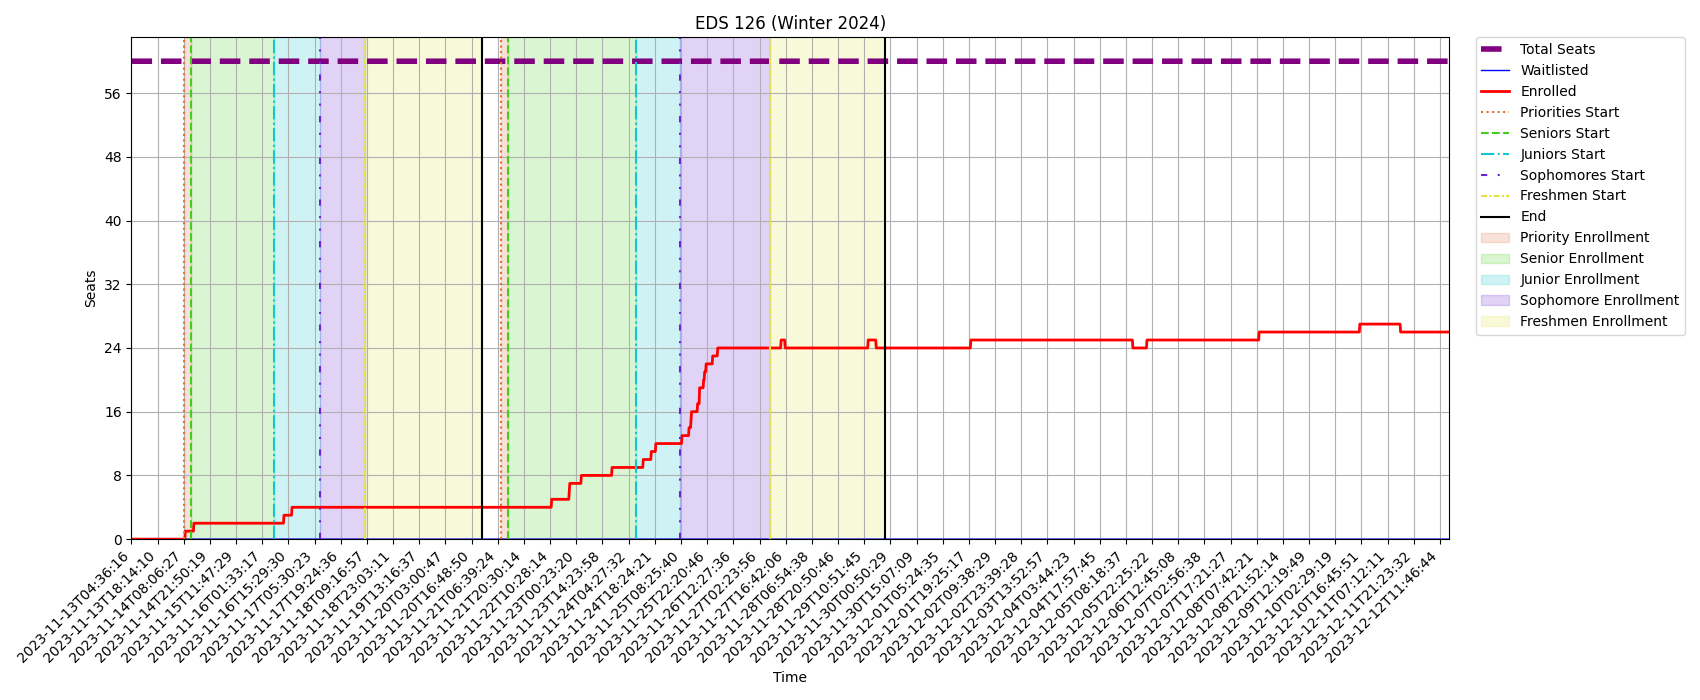 EDS 126 (Winter 2024)
Total Seats
Waitlisted
Enrolled
Priorities Start
Seniors Start
Juniors Start
Sophomores Start
Freshmen Start
End
Priority Enrollment
Senior Enrollment
Junior Enrollment
Sophomore Enrollment
Freshmen Enrollment
Seats
56
48
40
32
24
16
8
0
2023-11-13T04:36:16
2023-11-13T18:14:10
2023-11-14T08:06:27
2023-11-14T21:50:19
2023-11-15T11:47:29
2023-11-16T01:33:17
2023-11-16T15:29:30
2023-11-17T05:30:23
2023-11-17T19:24:36
2023-11-18T09:16:57
2023-11-18T23:03:11
2023-11-19T13:16:37
2023-11-20T03:00:47
2023-11-20T16:48:50
2023-11-21T06:39:24
2023-11-21T20:30:14
2023-11-22T10:28:14
2023-11-23T00:23:20
2023-11-23T14:23:58
2023-11-24T04:27:32
2023-11-24T18:24:21
2023-11-25T08:25:40
2023-11-25T22:20:46
2023-11-26T12:27:36
2023-11-27T02:23:56
2023-11-27T16:42:06
2023-11-28T06:54:38
2023-11-28T20:50:46
2023-11-29T10:51:45
2023-11-30T00:50:29
2023-11-30T15:07:09
2023-12-01T05:24:35
2023-12-01T19:25:17
2023-12-02T09:38:29
2023-12-02T23:39:28
2023-12-03T13:52:57
2023-12-04T03:44:23
2023-12-04T17:57:45
2023-12-05T08:18:37
2023-12-05T22:25:22
2023-12-06T12:45:08
2023-12-07T02:56:38
2023-12-07T17:21:27
2023-12-08T07:42:21
2023-12-08T21:52:14
2023-12-09T12:19:49
2023-12-10T02:29:19
2023-12-10T16:45:51
2023-12-11T07:12:11
2023-12-11T21:23:32
2023-12-12T11:46:44
Time